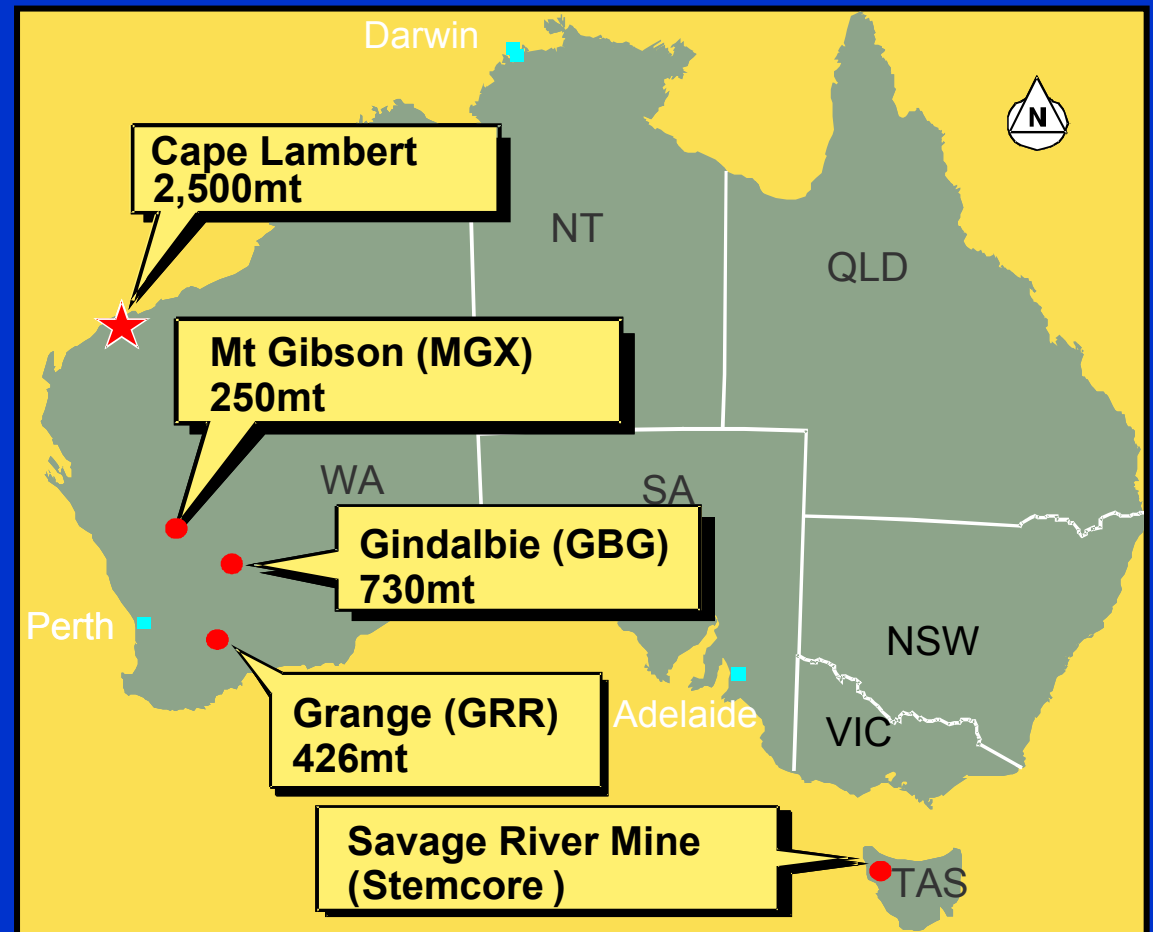 Darwin
N
Cape Lambert
2,500mt
NT
QLD
Mt Gibson (MGX)
250mt
WA
SA
Gindalbie (GBG)
730mt
Perth
NSW
Grange (GRR)
426mt
Adelaide
VIC
Savage River Mine
(Stemcore )
TAS